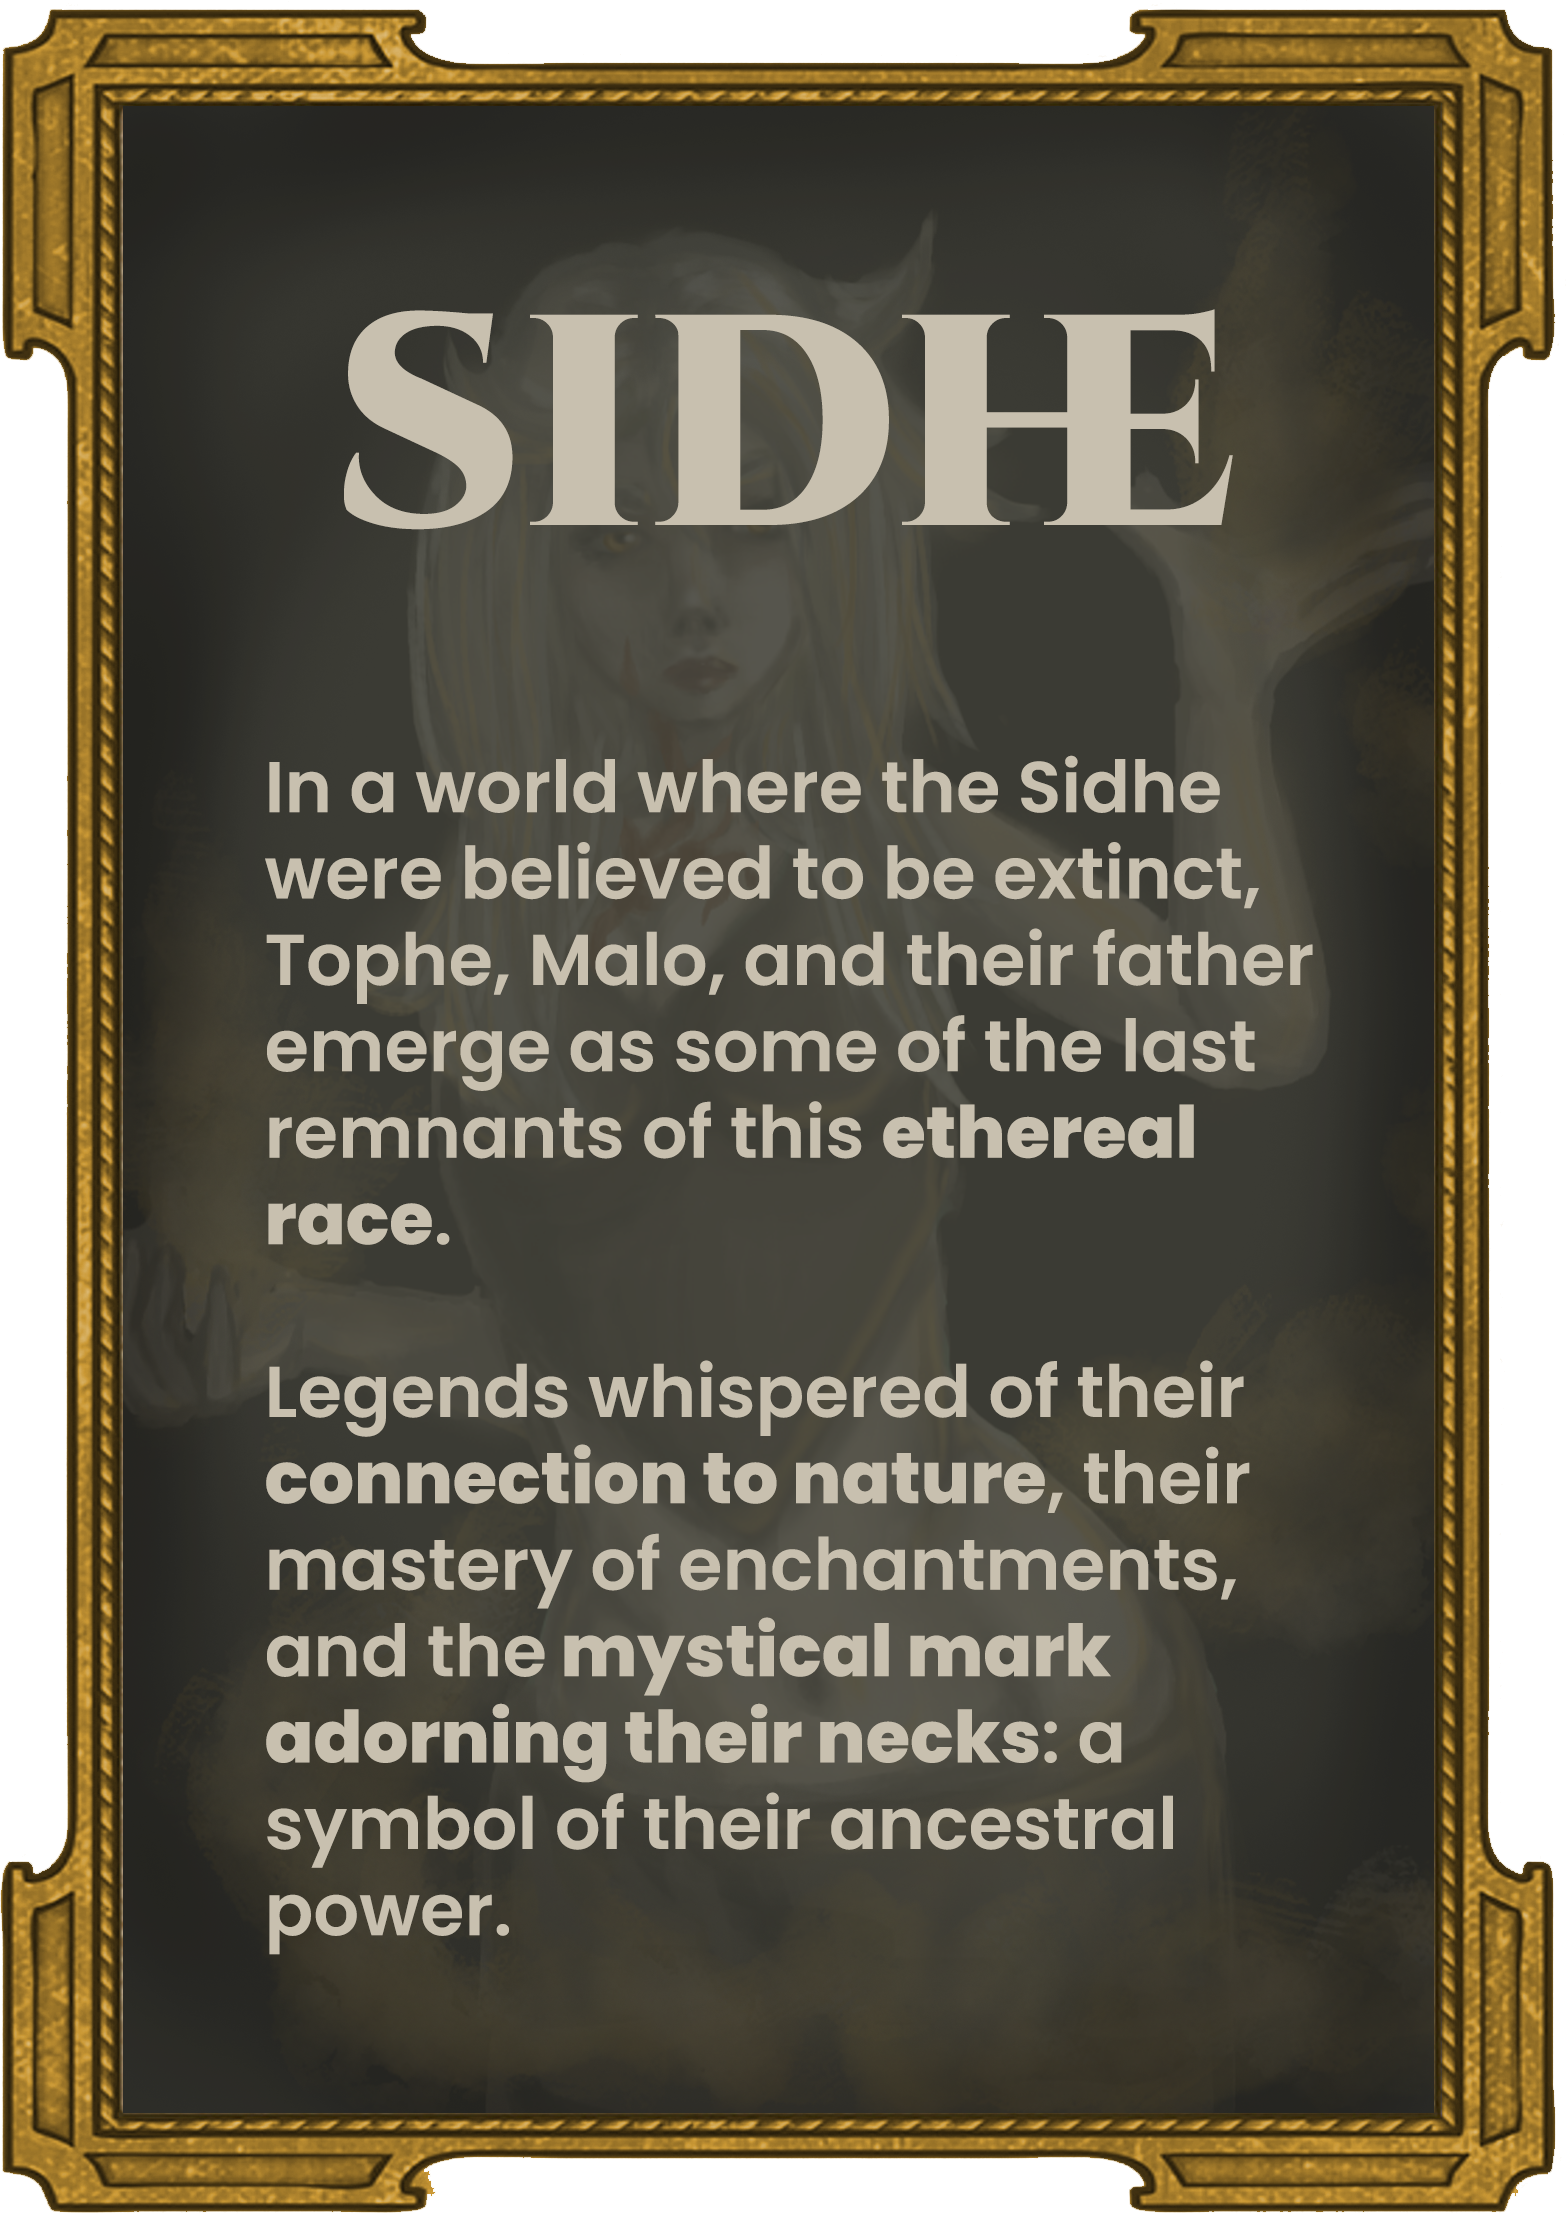 SIDHE
In a world where the Sidhe
were believed to be extinct,
Tophe, Malo, and their father
emerge as some of the last
remnants of this ethereal
race.
Legends whispered of their
connection to nature, their
mastery of enchantments,
and the mystical mark
adorning their necks: a
symbol of their ancestral
power.